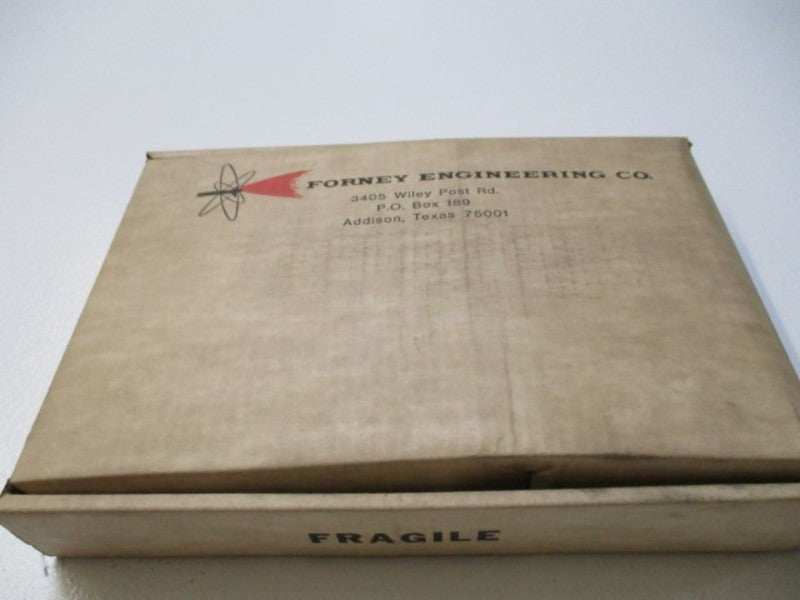 FORNEY ENGINEERING CO.
3405 Wiley Post Rd.
P.O. Box 189
Addison, Texas 75001
FRAGILE